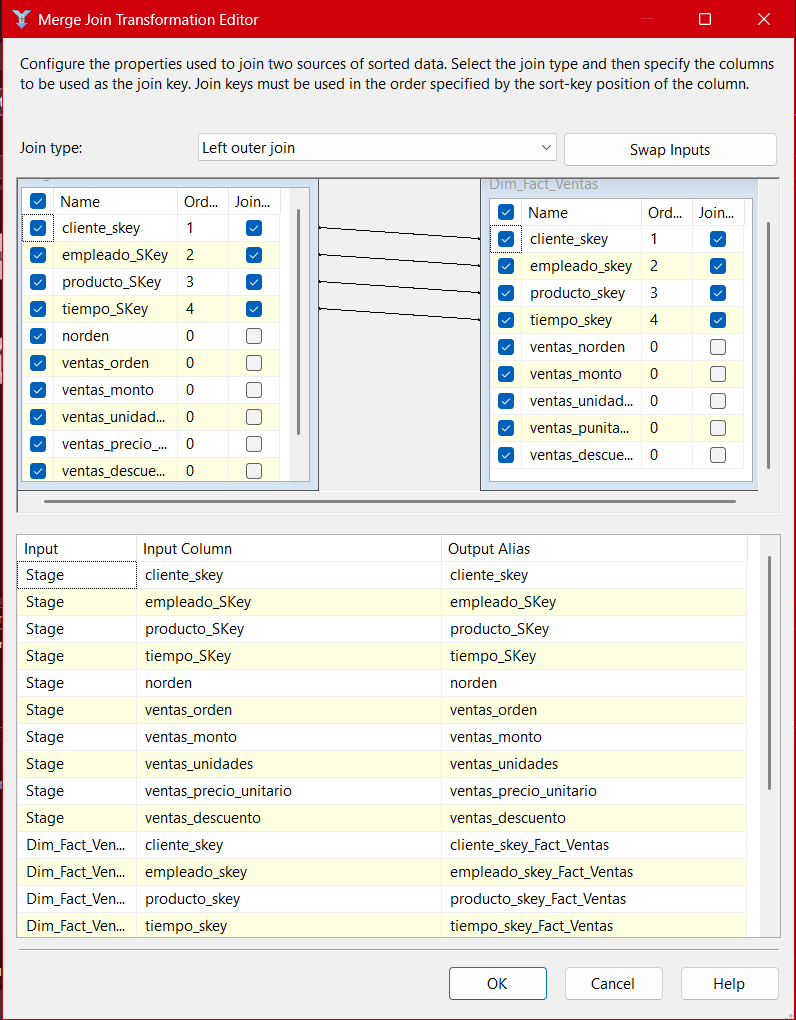 Merge Join Transformation Editor
Configure the properties used to join two sources of sorted data. Select the join type and then specify the columns
to be used as the join key. Join keys must be used in the order specified by the sort-key position of the column.
Join type:
Left outer join
Swap Inputs
Name Ord... Join...
cliente_skey 1
empleado_SKey 2
producto_SKey 3
tiempo_SKey 4
norden 0
ventas_orden 0
ventas_monto 0
ventas_unidad... 0
ventas_precio_... 0
ventas_descue... 0
Dim_Fact_Ventas
Name Ord... Join...
cliente_skey 1
empleado_skey 2
producto_skey 3
tiempo_skey 4
ventas_norden 0
ventas_monto 0
ventas_unidad... 0
ventas_punita... 0
ventas_descue... 0
Input Input Column Output Alias
Stage cliente_skey cliente_skey
Stage empleado_SKey empleado_SKey
Stage producto_SKey producto_SKey
Stage tiempo_SKey tiempo_SKey
Stage norden norden
Stage ventas_orden ventas_orden
Stage ventas_monto ventas_monto
Stage ventas_unidades ventas_unidades
Stage ventas_precio_unitario ventas_precio_unitario
Stage ventas_descuento ventas_descuento
Dim_Fact_Ven... cliente_skey cliente_skey_Fact_Ventas
Dim_Fact_Ven... empleado_skey empleado_skey_Fact_Ventas
Dim_Fact_Ven... producto_skey producto_skey_Fact_Ventas
Dim_Fact_Ven... tiempo_skey tiempo_skey_Fact_Ventas
OK
Cancel
Help